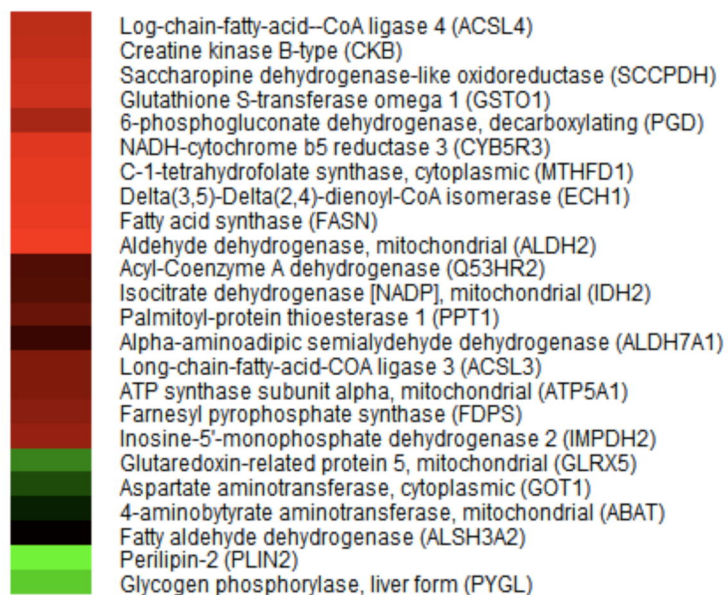 Log-chain-fatty-acid--CoA ligase 4 (ACSL4)
Creatine kinase B-type (CKB)
Saccharopine dehydrogenase-like oxidoreductase (SCCPDH)
Glutathione S-transferase omega 1 (GSTO1)
6-phosphogluconate dehydrogenase, decarboxylating (PGD)
NADH-cytochrome b5 reductase 3 (CYB5R3)
C-1-tetrahydrofolate synthase, cytoplasmic (MTHFD1)
Delta(3,5)-Delta(2,4)-dienoyl-CoA isomerase (ECH1)
Fatty acid synthase (FASN)
Aldehyde dehydrogenase, mitochondrial (ALDH2)
Acyl-Coenzyme A dehydrogenase (Q53HR2)
Isocitrate dehydrogenase [NADP], mitochondrial (IDH2)
Palmitoyl-protein thioesterase 1 (PPT1)
Alpha-aminoadipic semialydehyde dehydrogenase (ALDH7A1)
Long-chain-fatty-acid-COA ligase 3 (ACSL3)
ATP synthase subunit alpha, mitochondrial (ATP5A1)
Farnesyl pyrophosphate synthase (FDPS)
Inosine-5'-monophosphate dehydrogenase 2 (IMPDH2)
Glutaredoxin-related protein 5, mitochondrial (GLRX5)
Aspartate aminotransferase, cytoplasmic (GOT1)
4-aminobytyrate aminotransferase, mitochondrial (ABAT)
Fatty aldehyde dehydrogenase (ALSH3A2)
Perilipin-2 (PLIN2)
Glycogen phosphorylase, liver form (PYGL)